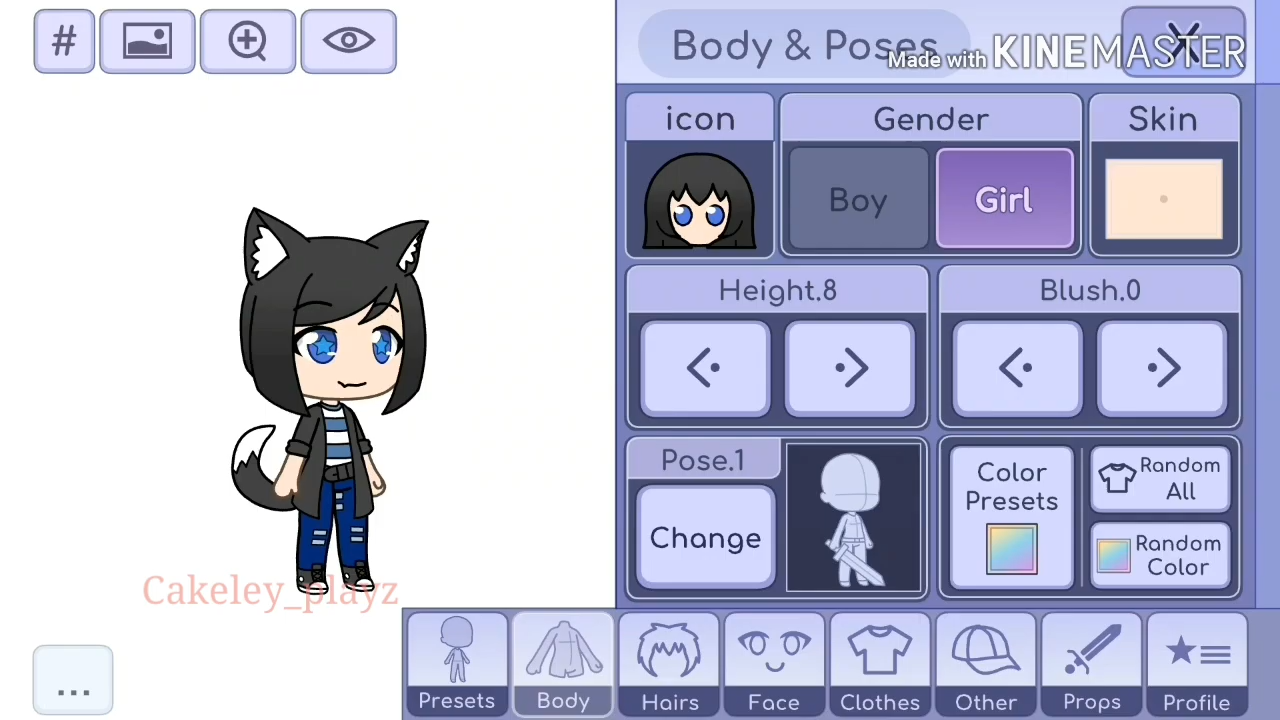 #
Body & Poses
Made with KINEMASTER
X
icon
Gender
Skin
Boy
Girl
Height.8
Blush.0
Pose.1
Change
Color
Presets
Random
All
Random
Color
Cakeley_playz
...
Presets
Body
Hairs
Face
Clothes
Other
Props
Profile